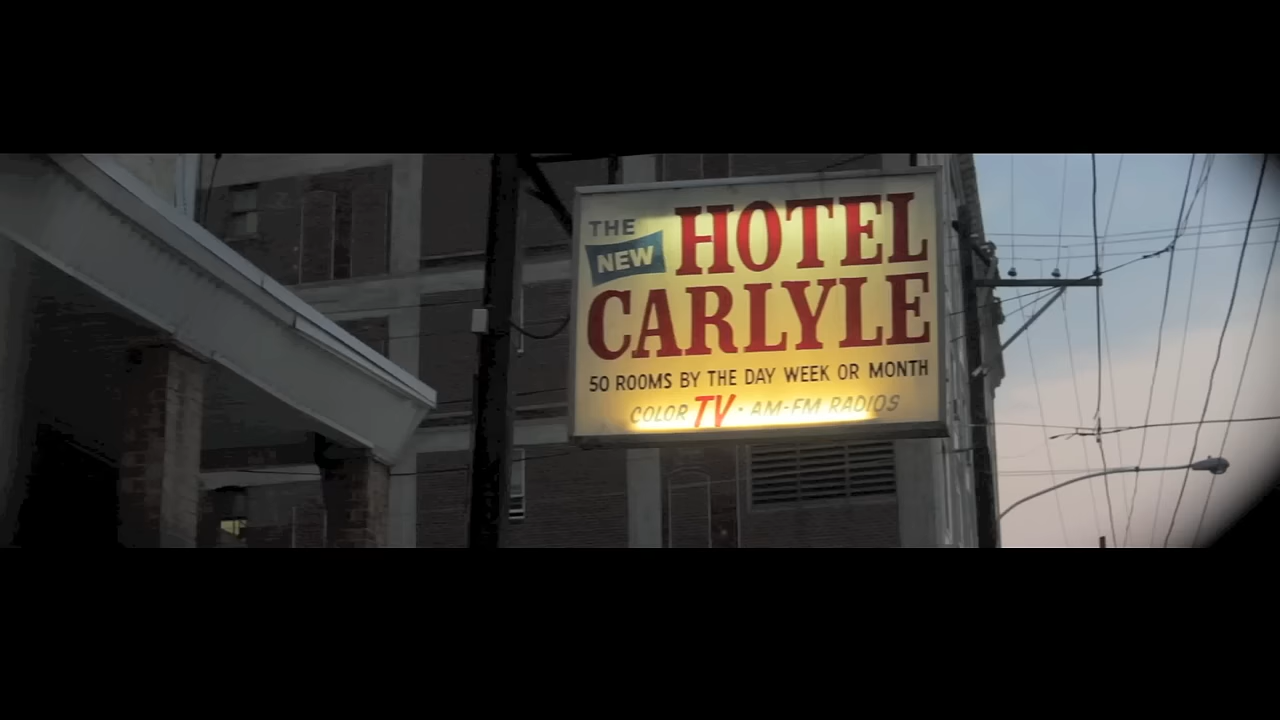 THE NEW HOTEL
CARLYLE
50 ROOMS BY THE DAY WEEK OR MONTH
COLOR TV · AM-FM RADIOS